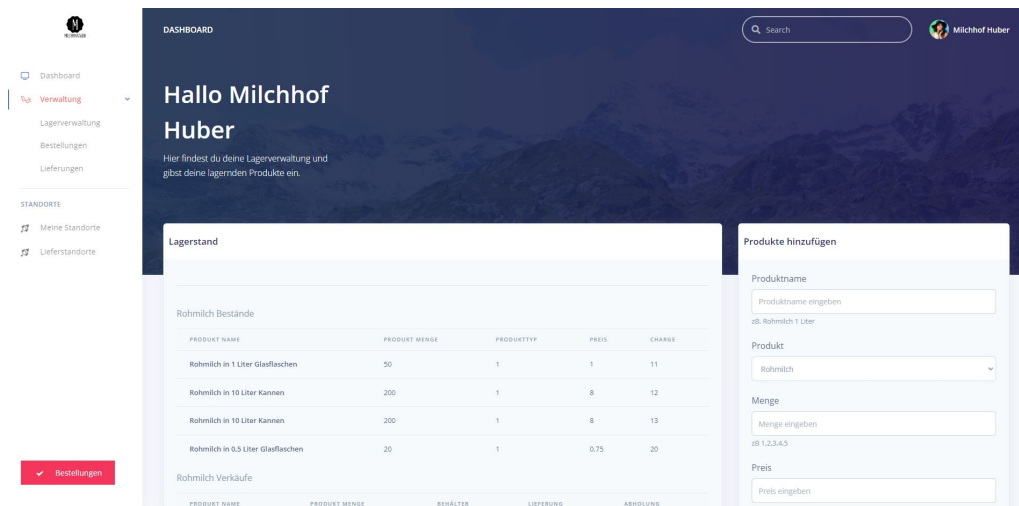 DASHBOARD
Search
Milchhof Huber
Dashboard
Verwaltung
Lagerverwaltung
Bestellungen
Lieferungen
STANDORTE
Meine Standorte
Lieferstandorte
Bestellungen
Hallo Milchhof
Huber
Hier findest du deine Lagerverwaltung und
gibst deine lagernden Produkte ein.
Lagerstand
Rohmilch Bestände
PRODUKT NAME PRODUKT MENGE PRODUKTTYP PREIS CHARGE
Rohmilch in 1 Liter Glasflaschen 50 1 1 11
Rohmilch in 10 Liter Kannen 200 1 8 12
Rohmilch in 10 Liter Kannen 200 1 8 13
Rohmilch in 0,5 Liter Glasflaschen 20 1 0.75 20
Rohmilch Verkäufe
PRODUKT NAME PRODUKT MENGE BEHÄLTER LIEFERUNG ABHOLUNG
Produkte hinzufügen
Produktname
Produktname eingeben
zB. Rohmilch 1 Liter
Produkt
Rohmilch
Menge
Menge eingeben
zB 1,2,3,4,5
Preis
Preis eingeben